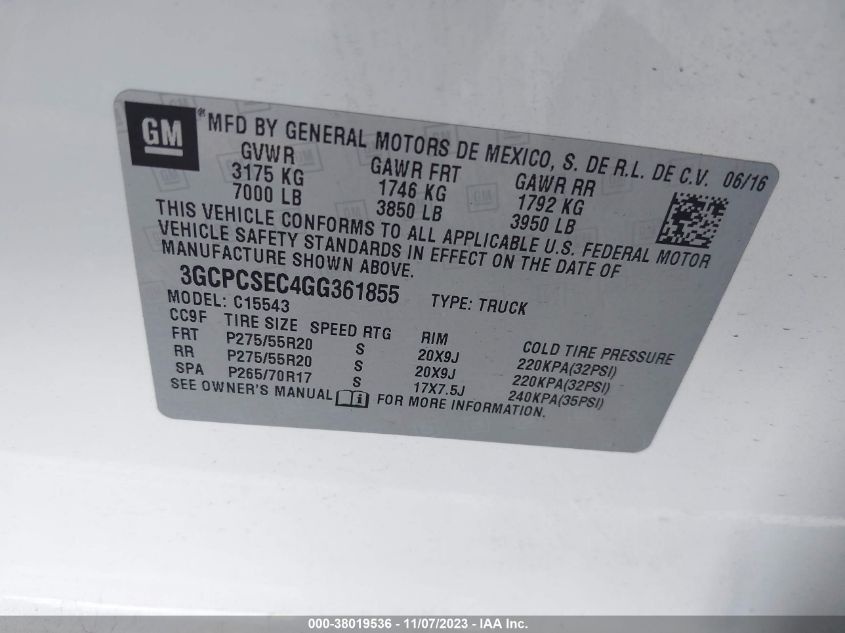 GM ® MFD BY GENERAL MOTORS DE MEXICO, S. DE R.L. DE C.V. 06/16
GVWR GAWR FRT GAWR RR
3175 KG 1746 KG 1792 KG
7000 LB 3850 LB 3950 LB
THIS VEHICLE CONFORMS TO ALL APPLICABLE U.S. FEDERAL MOTOR
VEHICLE SAFETY STANDARDS IN EFFECT ON THE DATE OF
MANUFACTURE SHOWN ABOVE.
3GCPCSEC4GG361855 TYPE: TRUCK
MODEL: C15543
CC9F TIRE SIZE SPEED RTG RIM COLD TIRE PRESSURE
FRT P275/55R20 S 20X9J 220KPA(32PSI)
RR P275/55R20 S 20X9J 220KPA(32PSI)
SPA P265/70R17 S 17X7.5J 240KPA(35PSI)
SEE OWNER'S MANUAL FOR MORE INFORMATION.
000-38019536 - 11/07/2023 - IAA Inc.